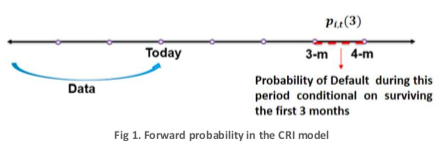 p_{i,t}(3)
Today
3-m
4-m
Data
Probability of Default during this
period conditional on surviving
the first 3 months
Fig 1. Forward probability in the CRI model